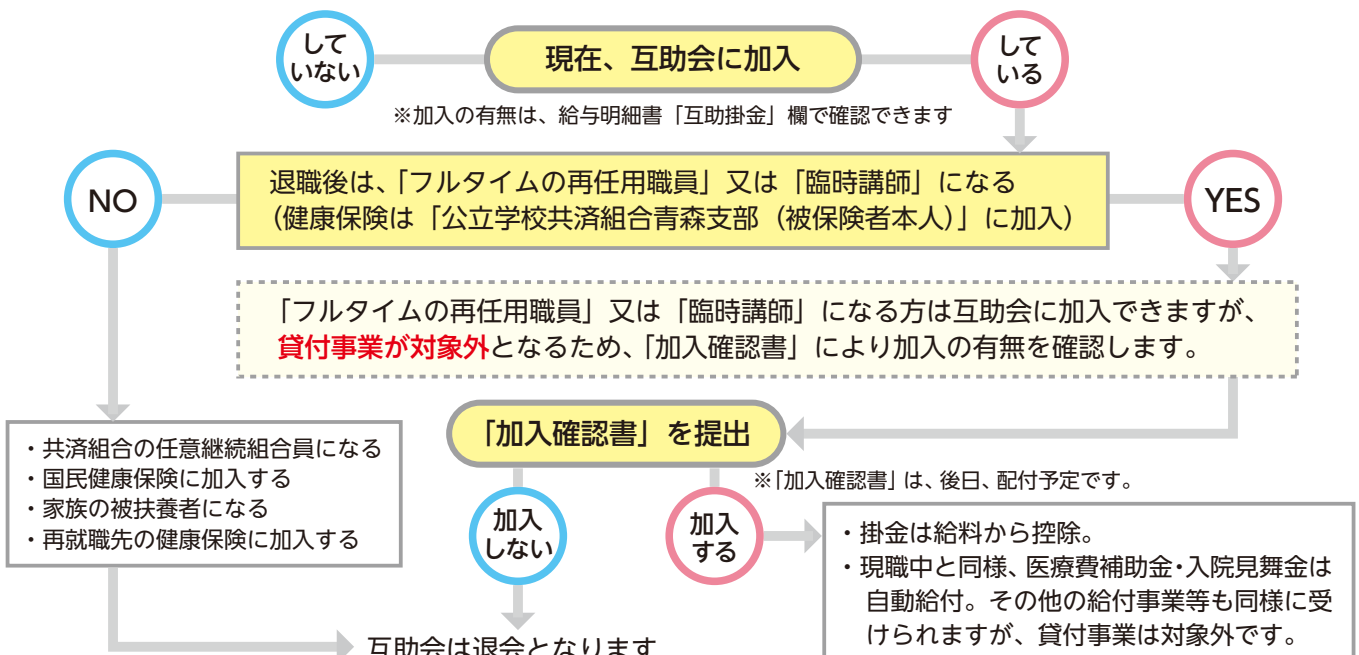 して
いない
現在、互助会に加入
して
いる
※加入の有無は、給与明細書「互助掛金」欄で確認できます
NO
退職後は、「フルタイムの再任用職員」又は「臨時講師」になる
（健康保険は「公立学校共済組合青森支部（被保険者本人）」に加入）
YES
「フルタイムの再任用職員」又は「臨時講師」になる方は互助会に加入できますが、
貸付事業が対象外となるため、「加入確認書」により加入の有無を確認します。
・共済組合の任意継続組合員になる
・国民健康保険に加入する
・家族の被扶養者になる
・再就職先の健康保険に加入する
「加入確認書」を提出
※「加入確認書」は、後日、配付予定です。
加入
しない
加入
する
・掛金は給料から控除。
・現職中と同様、医療費補助金・入院見舞金は
自動給付。その他の給付事業等も同様に受
けられますが、貸付事業は対象外です。
互助会は退会となります